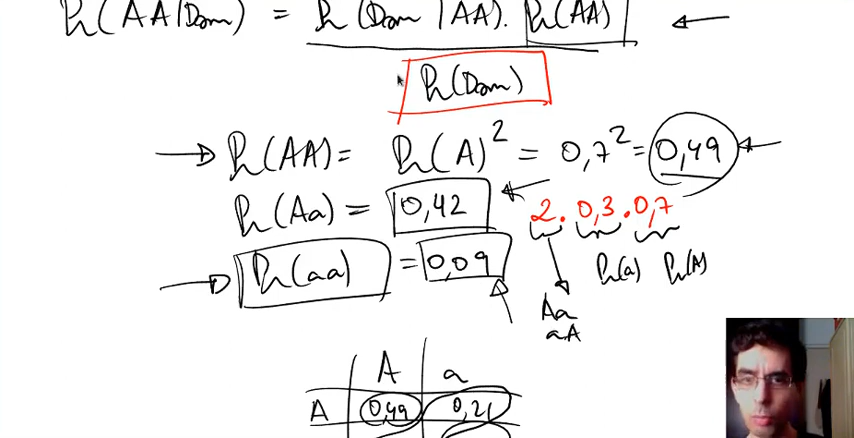 Pr(AA|Dom) = Pr(Dom|AA). Pr(AA)
Pr(Dom)
Pr(AA) = Pr(A)² = 0,7² = 0,49
Pr(Aa) = 0,42 2. 0,3 . 0,7
Pr(aa) = 0,09 Pr(a) Pr(A)
Aa
aA
A a
A 0,49 0,21